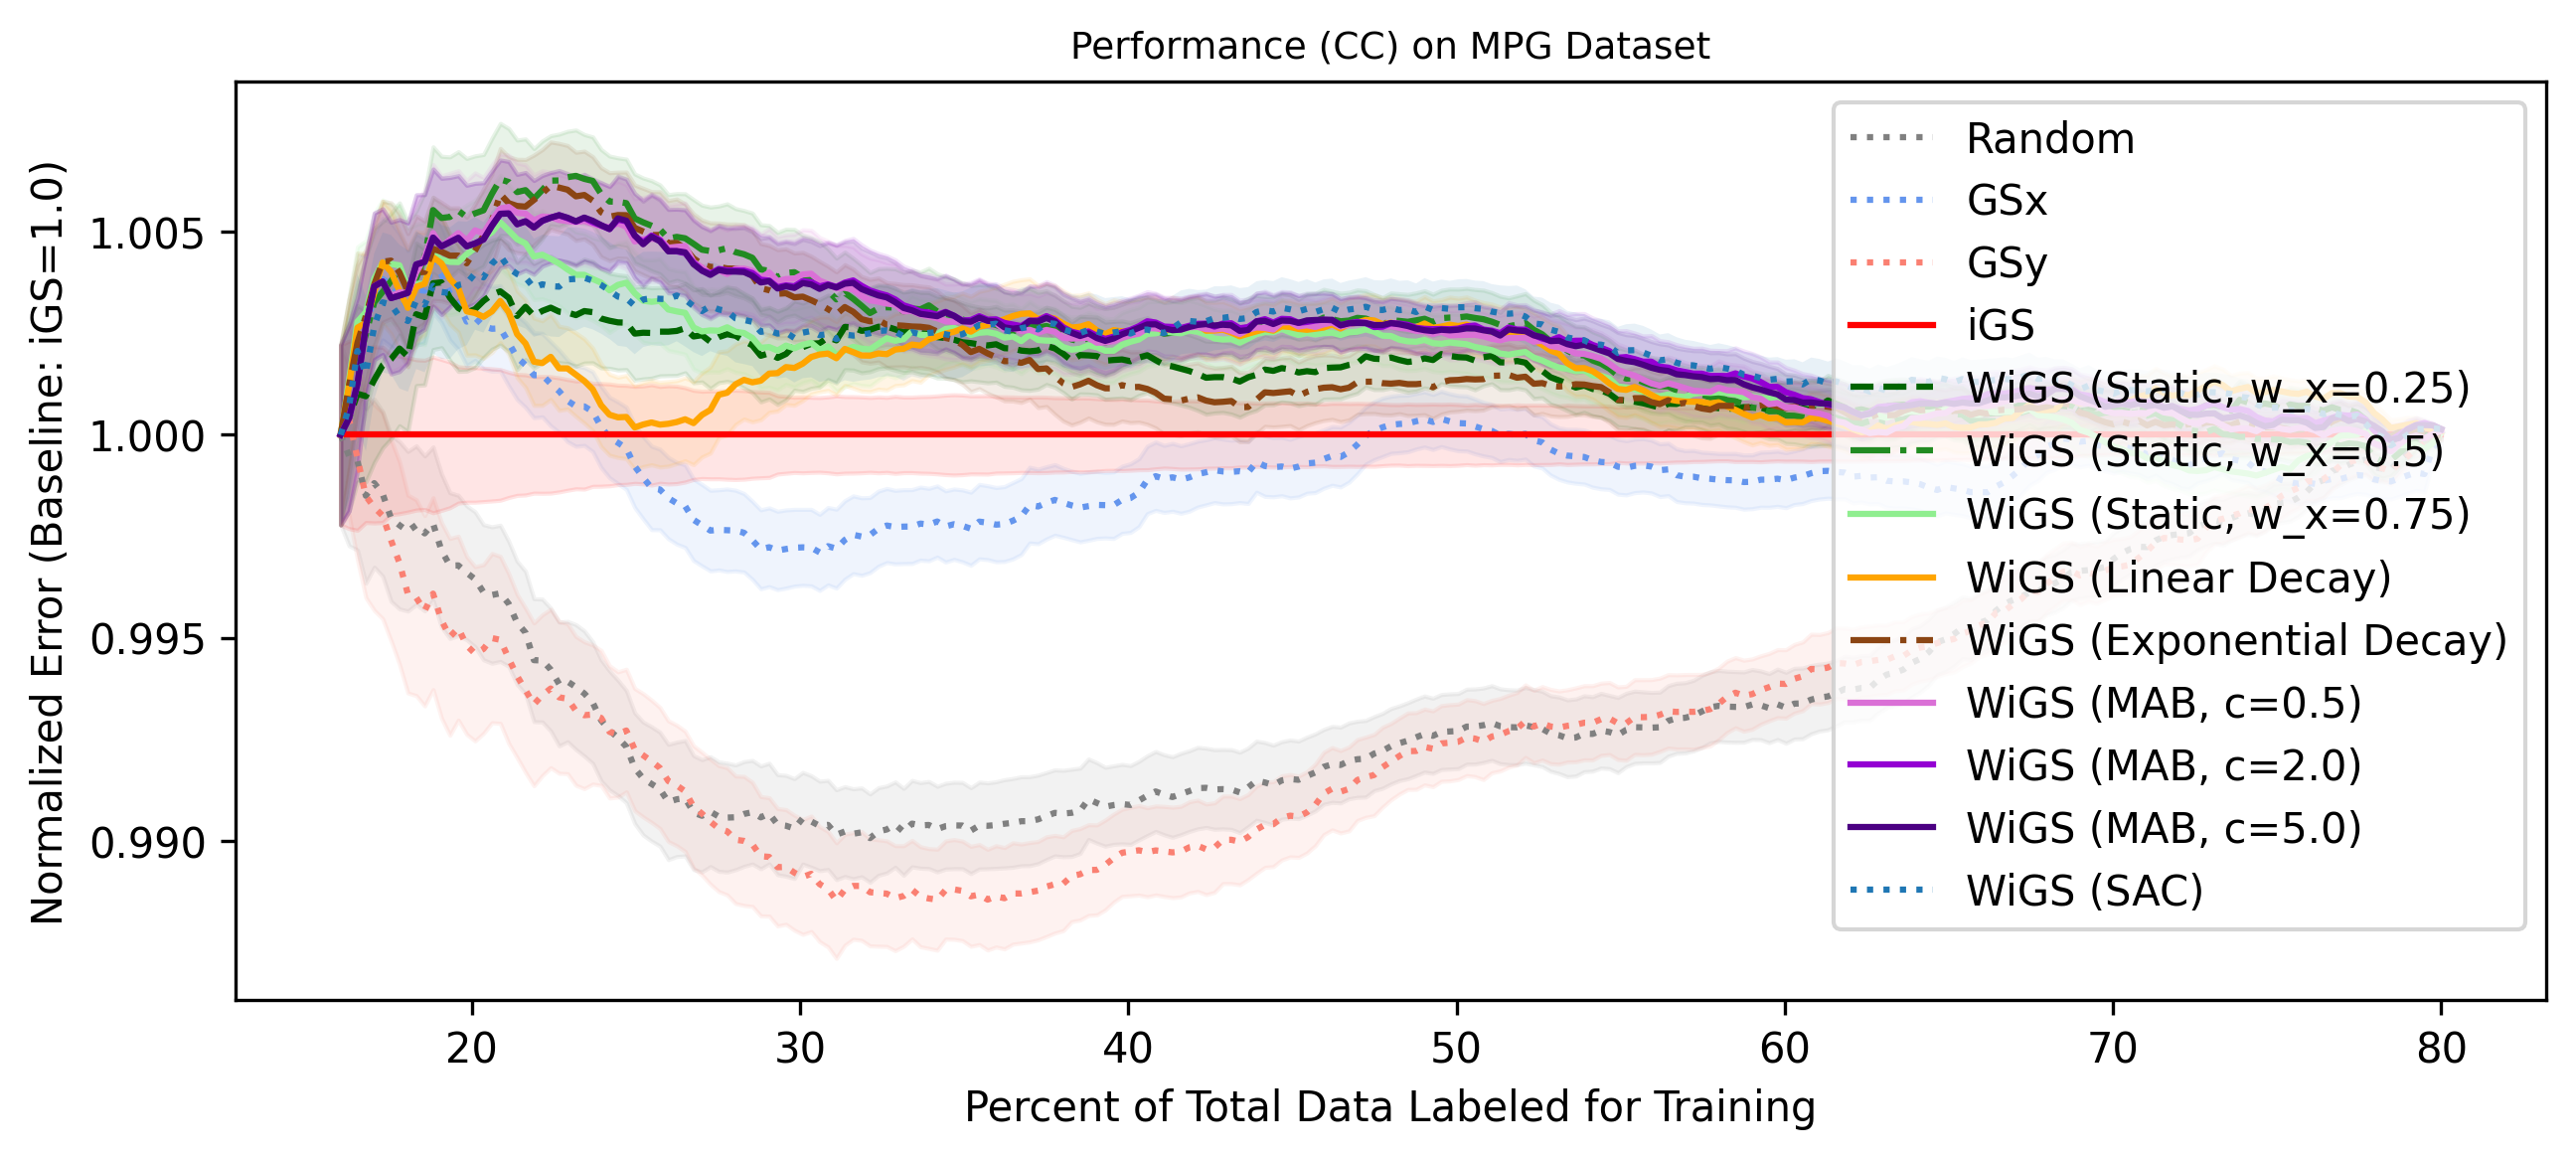 Performance (CC) on MPG Dataset
Normalized Error (Baseline: iGS=1.0)
1.005
1.000
0.995
0.990
20 30 40 50 60 70 80
Percent of Total Data Labeled for Training
Random
GSx
GSy
iGS
WiGS (Static, w_x=0.25)
WiGS (Static, w_x=0.5)
WiGS (Static, w_x=0.75)
WiGS (Linear Decay)
WiGS (Exponential Decay)
WiGS (MAB, c=0.5)
WiGS (MAB, c=2.0)
WiGS (MAB, c=5.0)
WiGS (SAC)